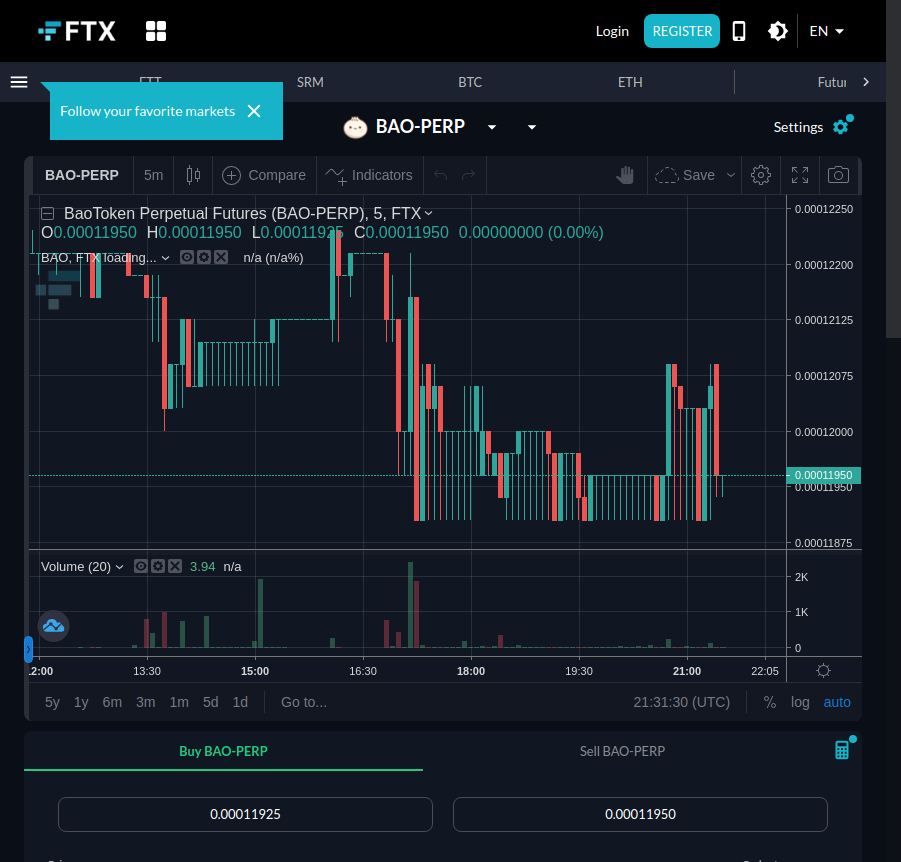 FTX
Login
REGISTER
EN
FTT
SRM
BTC
ETH
Futur
Follow your favorite markets
BAO-PERP
Settings
BAO-PERP
5m
Compare
Indicators
Save
BaoToken Perpetual Futures (BAO-PERP), 5, FTX
O0.00011950 H0.00011950 L0.00011925 C0.00011950 0.00000000 (0.00%)
BAO, FTX loading... n/a (n/a%)
0.00012250
0.00012200
0.00012125
0.00012075
0.00012000
0.00011950
0.00011950
0.00011875
Volume (20) 3.94 n/a
2K
1K
0
12:00 13:30 15:00 16:30 18:00 19:30 21:00 22:05
5y 1y 6m 3m 1m 5d 1d Go to... 21:31:30 (UTC) % log auto
Buy BAO-PERP
Sell BAO-PERP
0.00011925
0.00011950